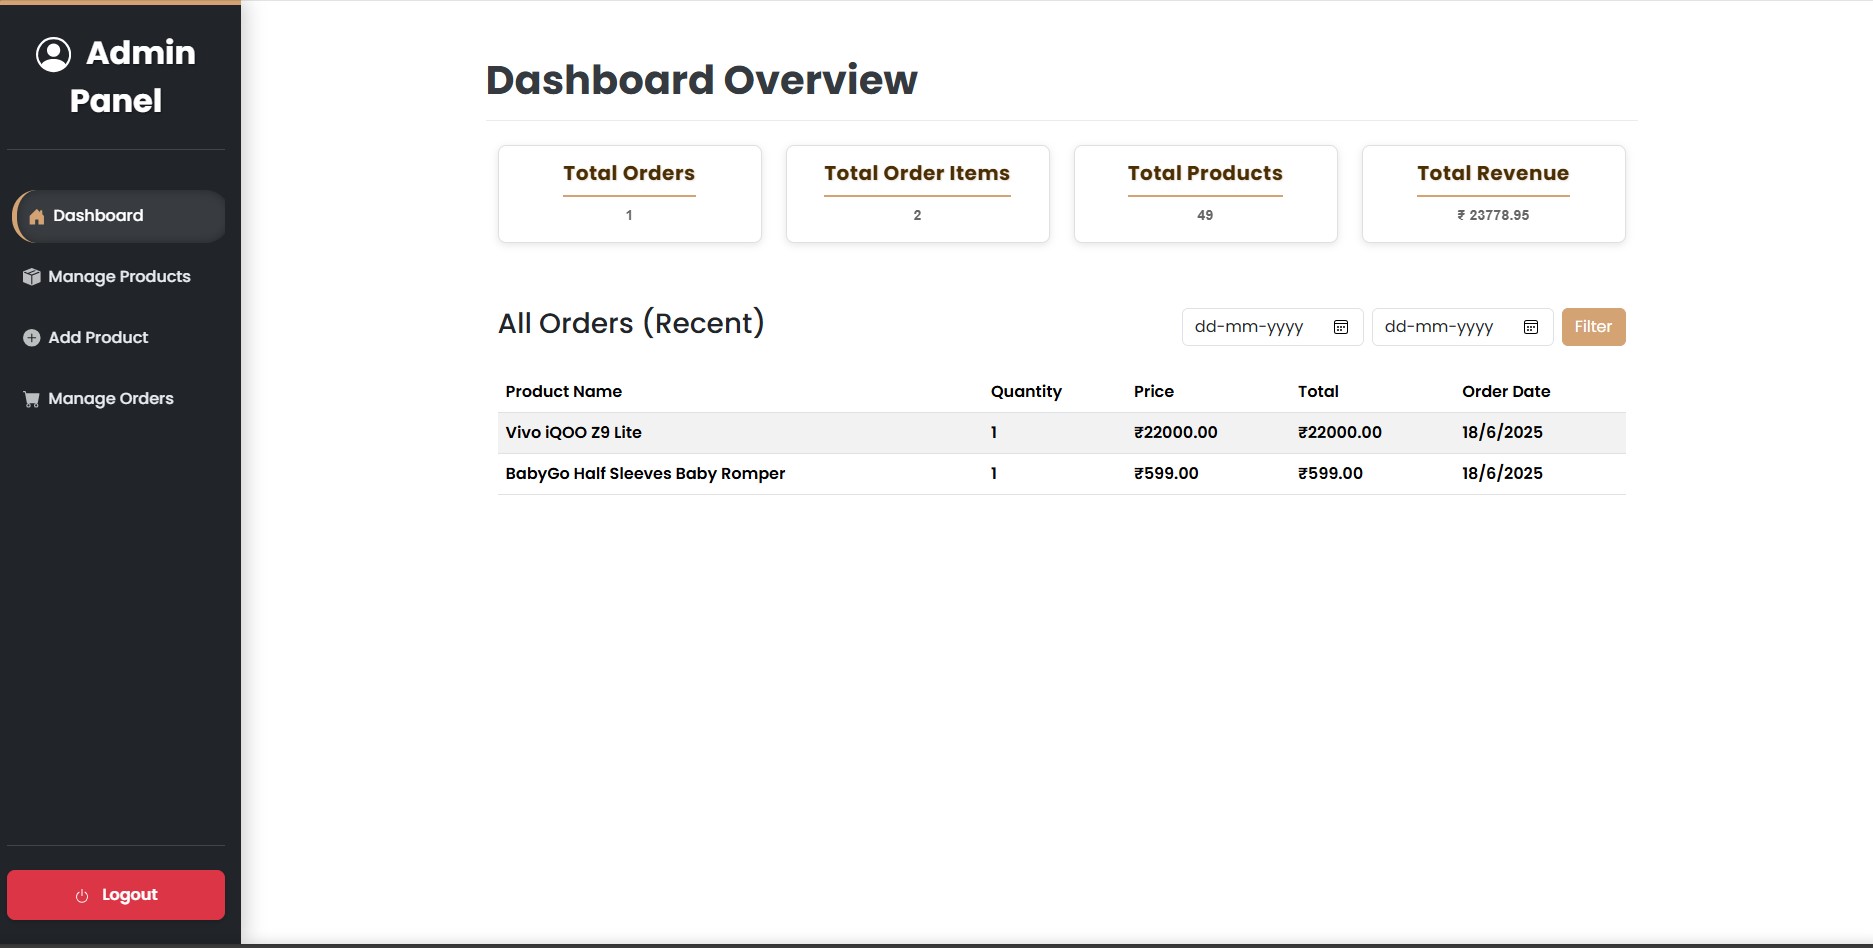 Admin
Panel
Dashboard
Manage Products
Add Product
Manage Orders
Logout
Dashboard Overview
Total Orders
1
Total Order Items
2
Total Products
49
Total Revenue
₹ 23778.95
All Orders (Recent)
dd-mm-yyyy dd-mm-yyyy Filter
Product Name Quantity Price Total Order Date
Vivo iQOO Z9 Lite 1 ₹22000.00 ₹22000.00 18/6/2025
BabyGo Half Sleeves Baby Romper 1 ₹599.00 ₹599.00 18/6/2025